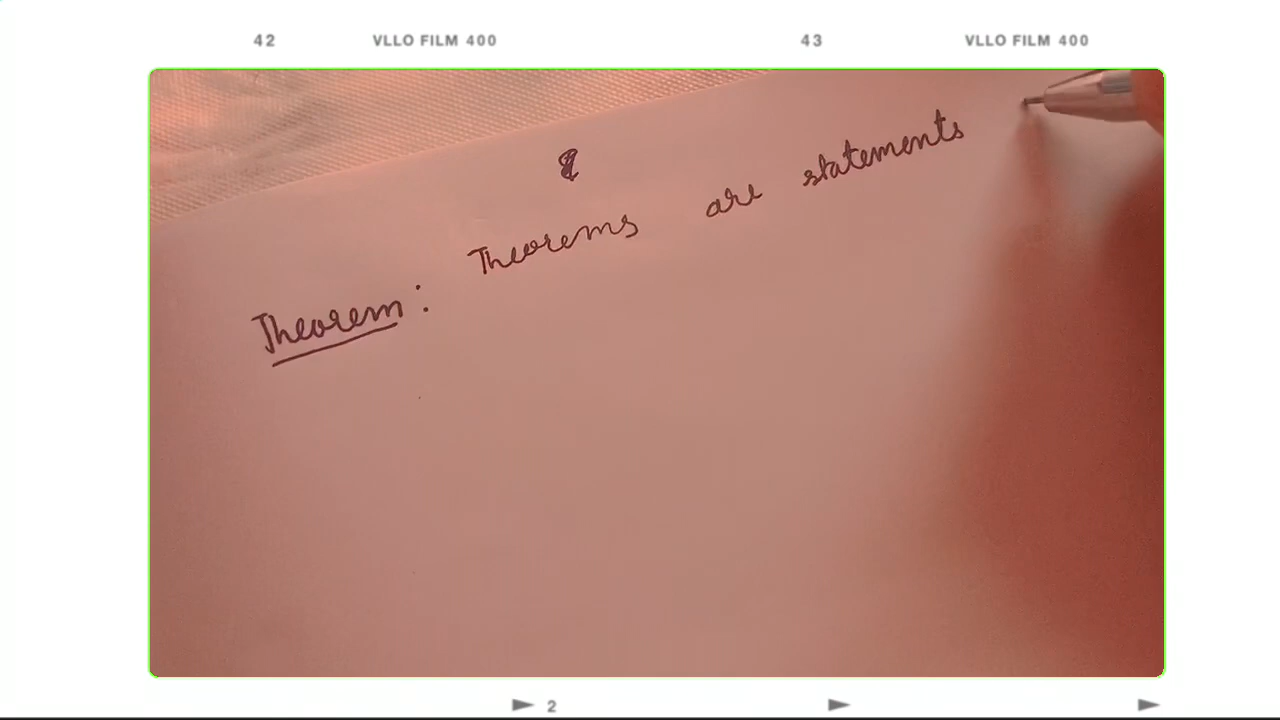 42 VLLO FILM 400 43 VLLO FILM 400
Theorem: Theorems are statements
2